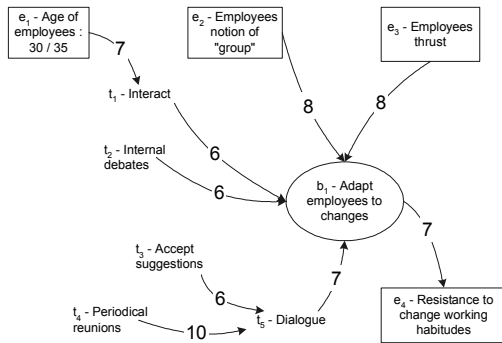 e1 - Age of
employees :
30 / 35
e2 - Employees
notion of
"group"
e3 - Employees
thrust
7
8
8
t1 - Interact
t2 - Internal
debates
6
6
b1 - Adapt
employees to
changes
t3 - Accept
suggestions
7
7
6
t4 - Periodical
reunions
10
t5 - Dialogue
e4 - Resistance to
change working
habitudes